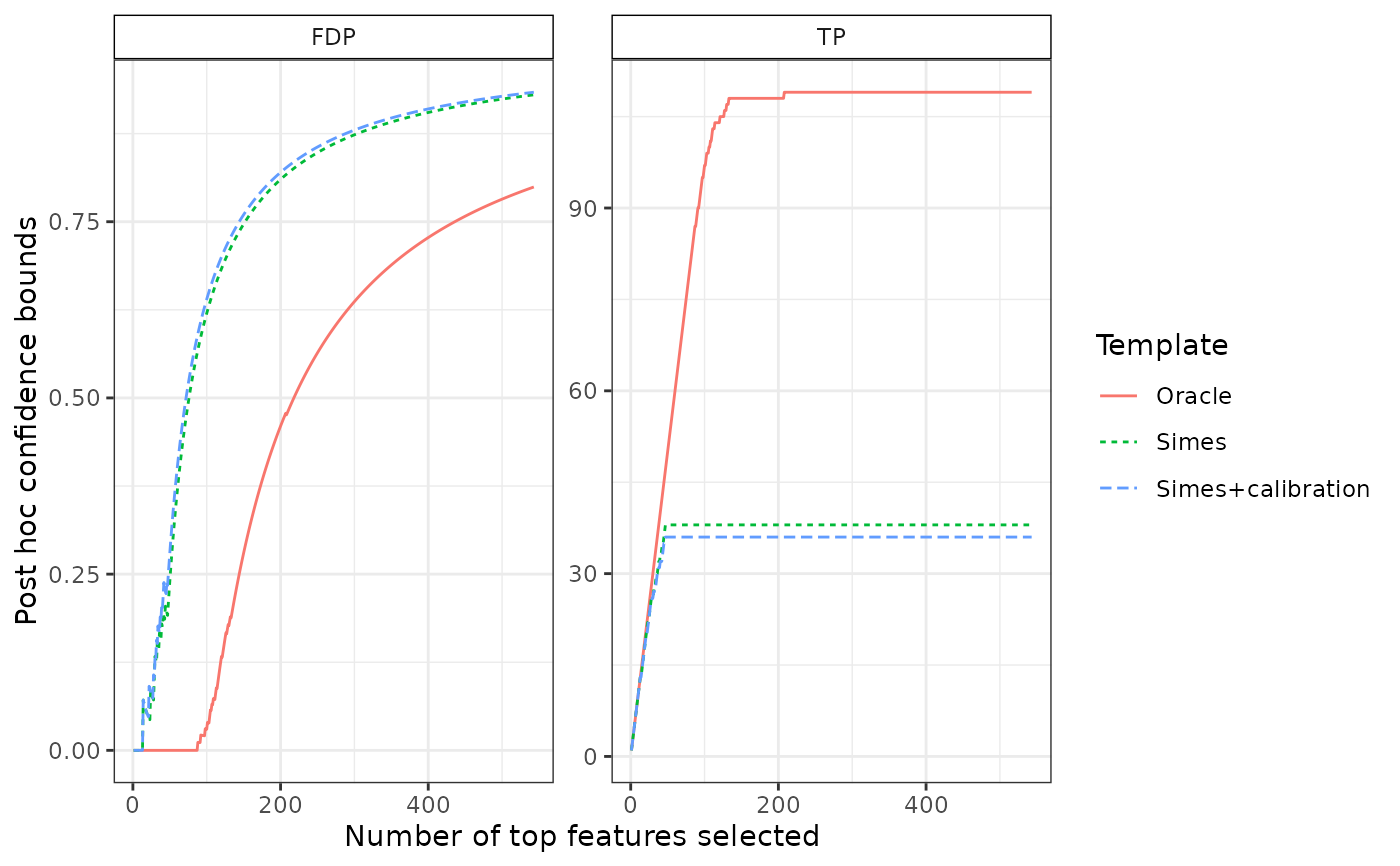 FDP
TP
Post hoc confidence bounds
0.75
0.50
0.25
0.00
90
60
30
0
0
200
400
0
200
400
Number of top features selected
Template
Oracle
Simes
Simes+calibration